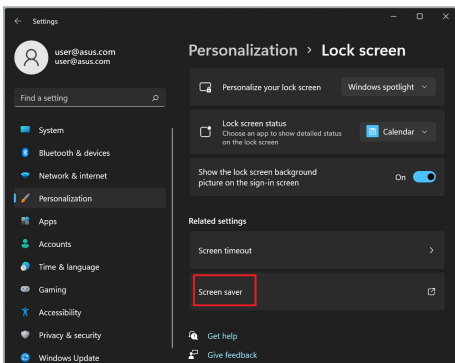 Settings
user@asus.com
user@asus.com
Find a setting
System
Bluetooth & devices
Network & internet
Personalization
Apps
Accounts
Time & language
Gaming
Accessibility
Privacy & security
Windows Update
Personalization > Lock screen
Personalize your lock screen
Windows spotlight
Lock screen status
Choose an app to show detailed status
on the lock screen
Calendar
Show the lock screen background
picture on the sign-in screen
On
Related settings
Screen timeout
Screen saver
Get help
Give feedback